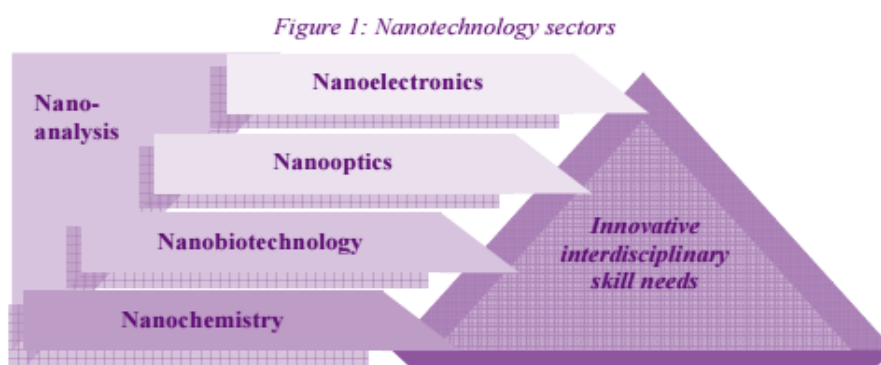 Figure 1: Nanotechnology sectors
Nano-
analysis
Nanoelectronics
Nanooptics
Nanobiotechnology
Nanochemistry
Innovative
interdisciplinary
skill needs